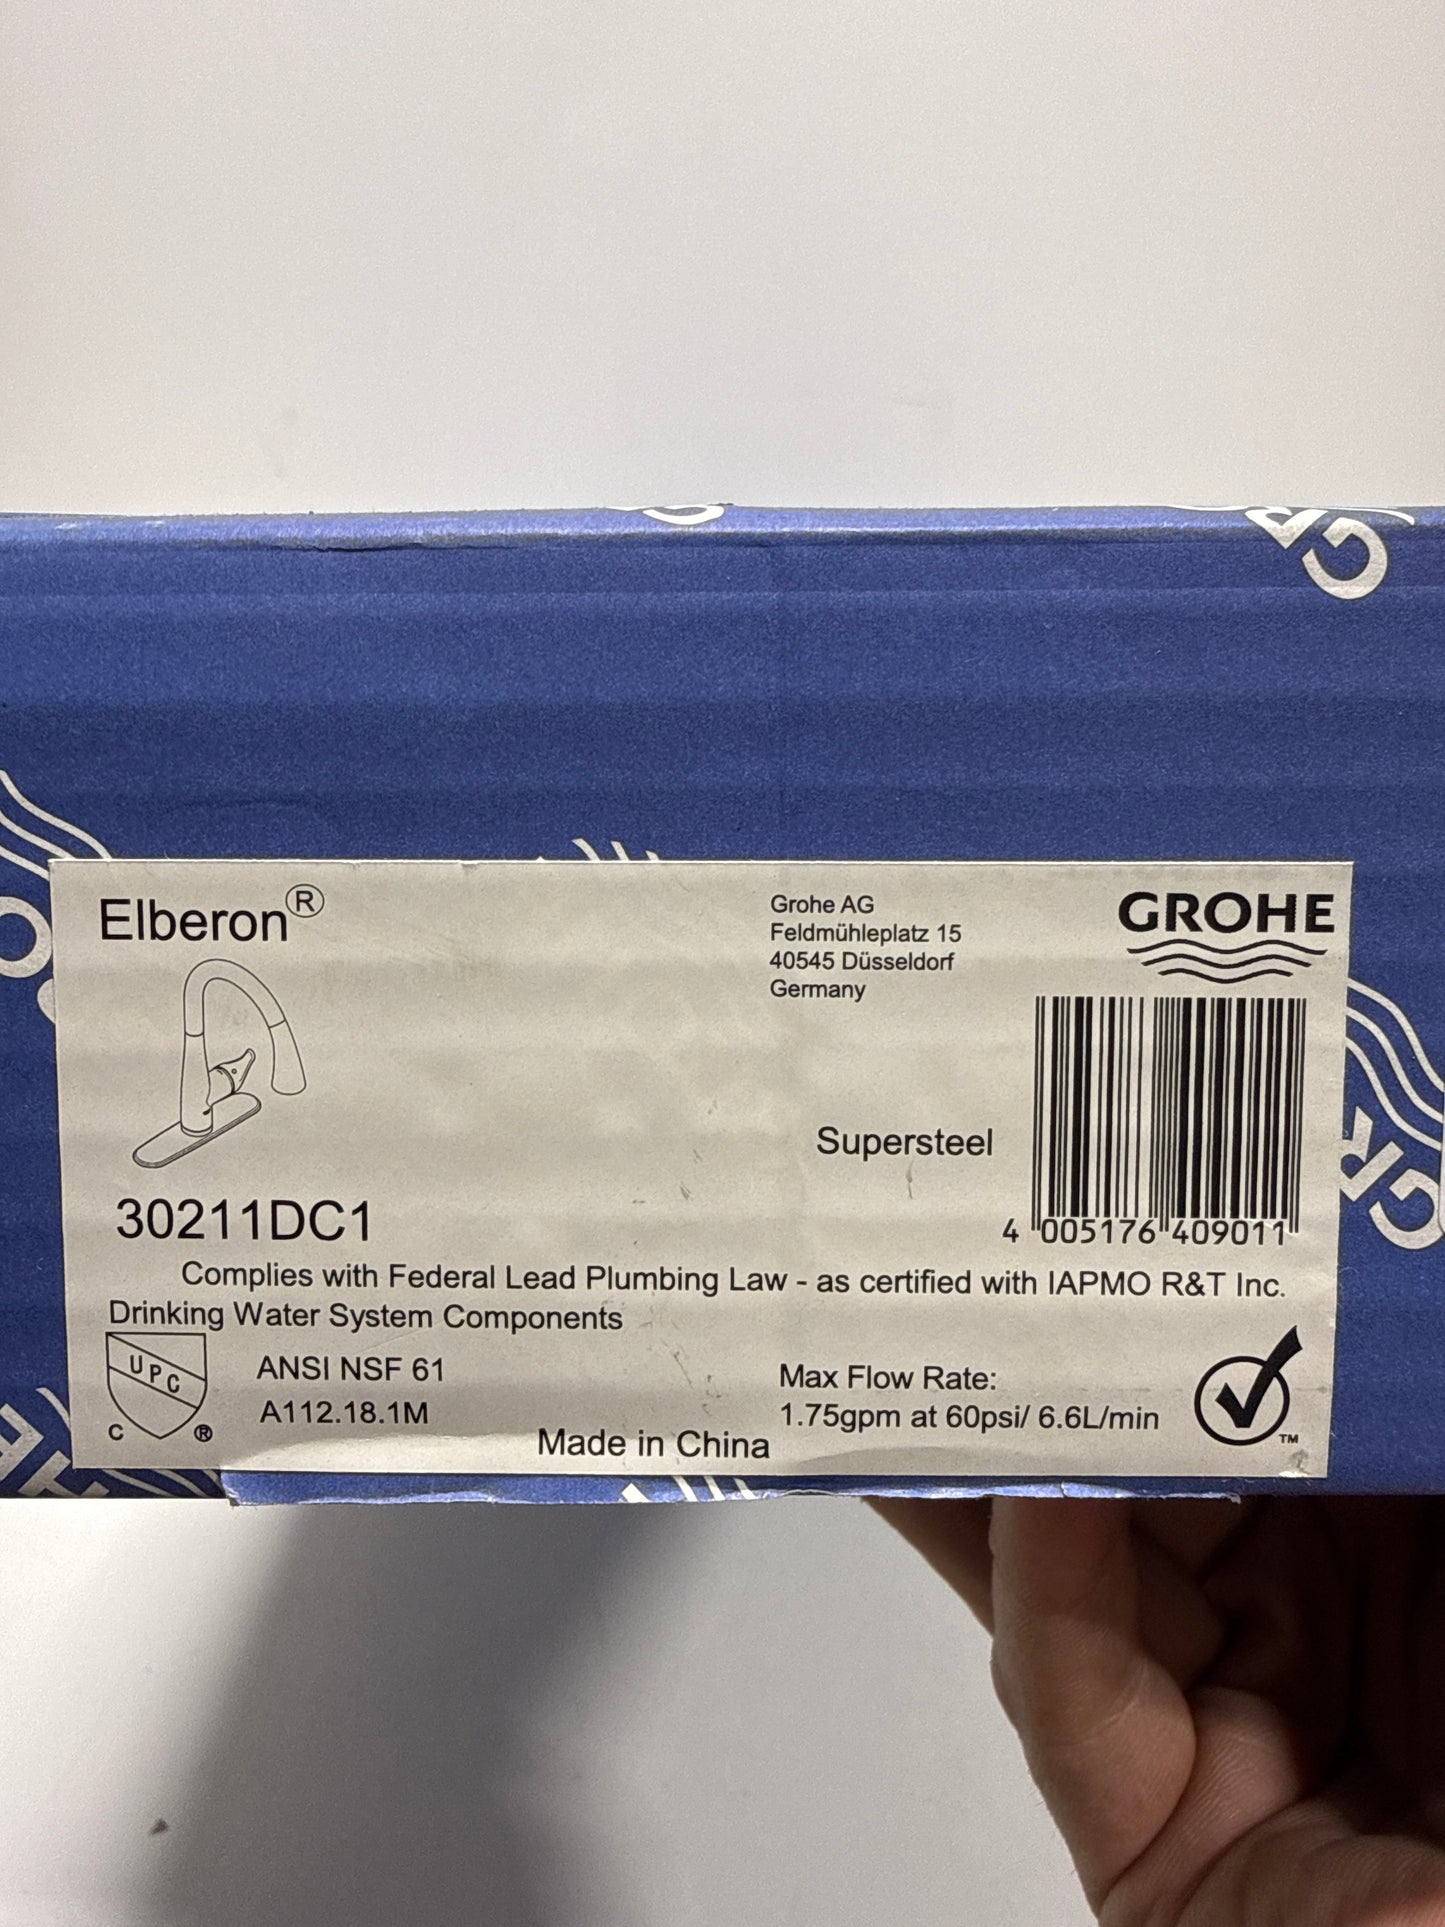 Elberon®
Grohe AG
Feldmühleplatz 15
40545 Düsseldorf
Germany
GROHE
Supersteel
30211DC1
4 005176 409011
Complies with Federal Lead Plumbing Law - as certified with IAPMO R&T Inc.
Drinking Water System Components
UPC
C ®
ANSI NSF 61
A112.18.1M
Made in China
Max Flow Rate:
1.75gpm at 60psi/ 6.6L/min
TM